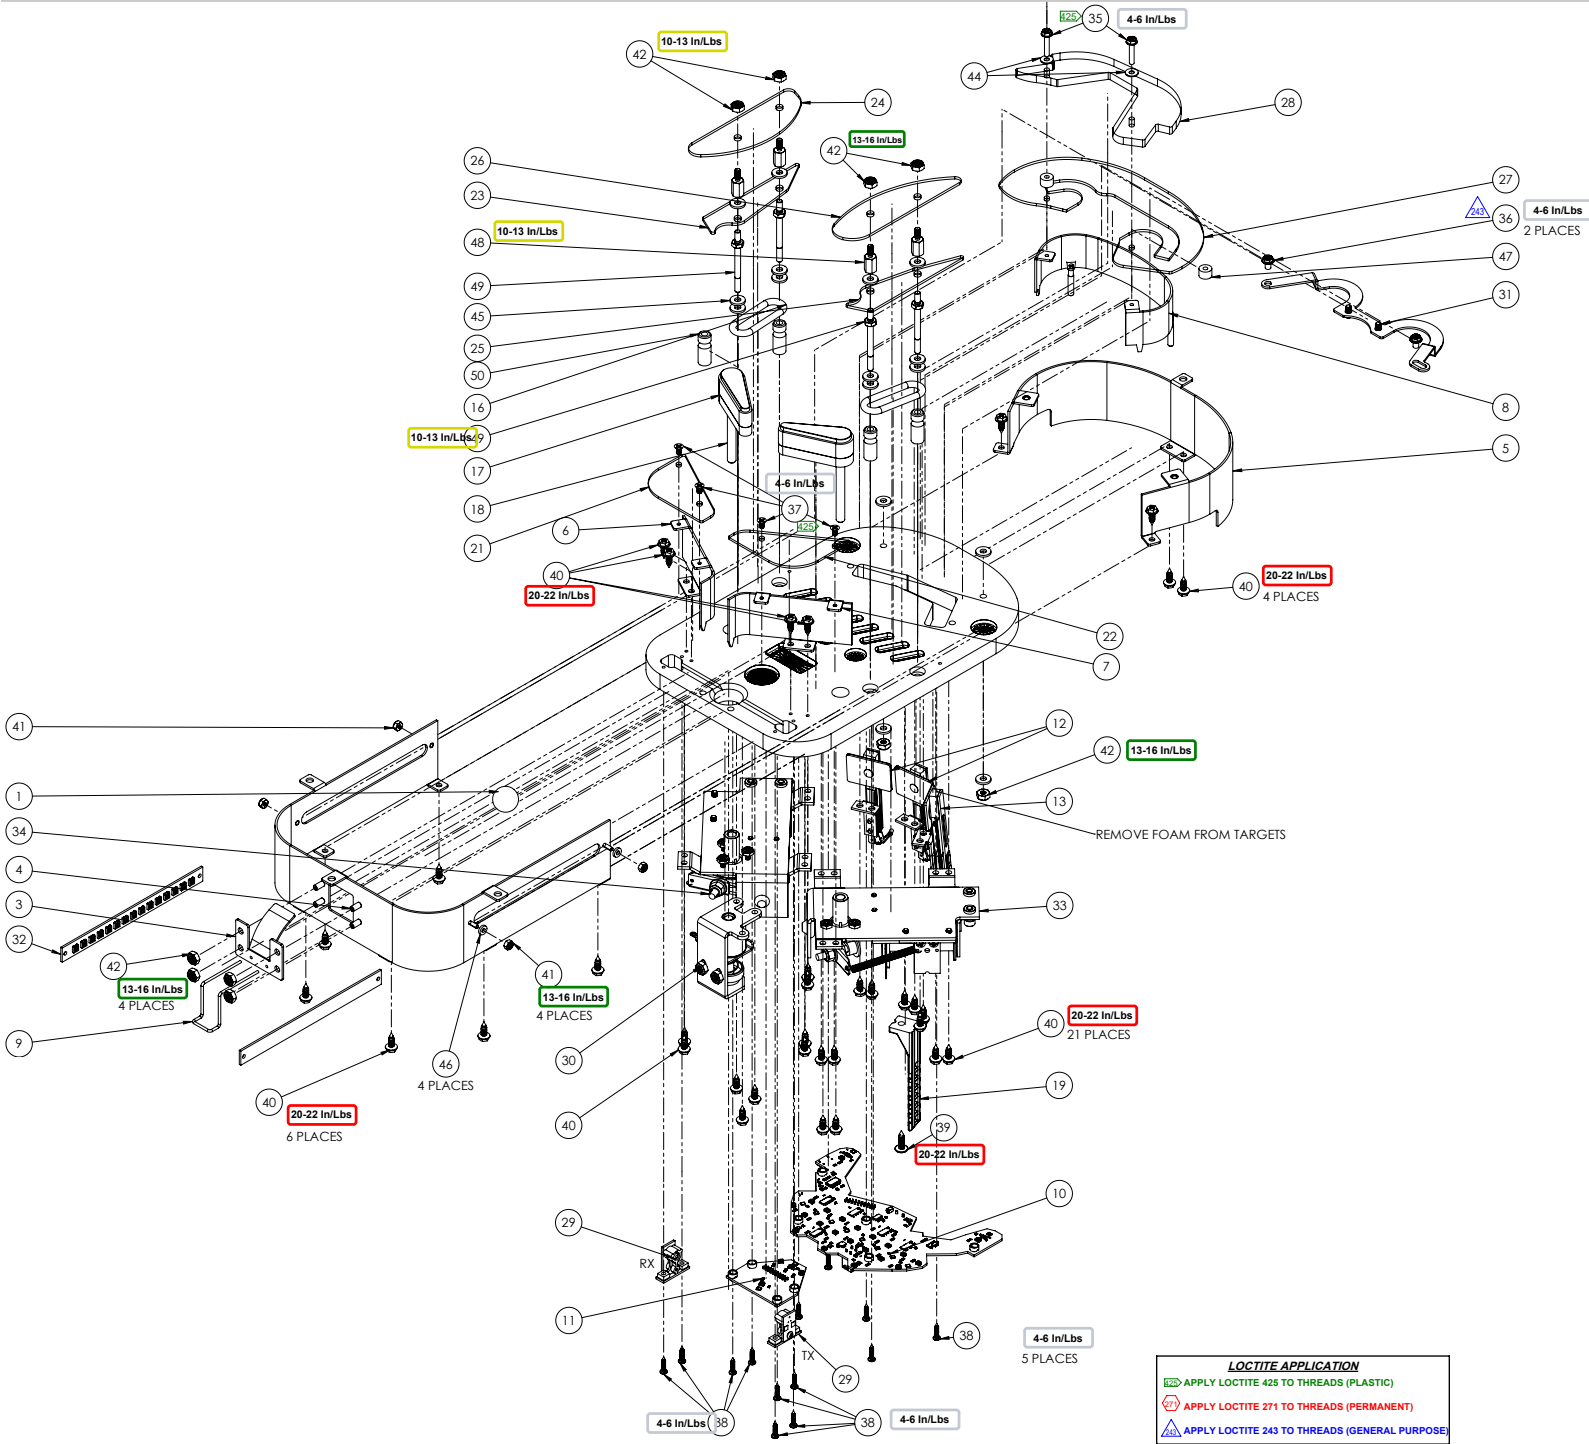 425
35
4-6 In/Lbs
10-13 In/Lbs
42
44
24
28
13-16 In/Lbs
42
26
23
27
243
36
4-6 In/Lbs
2 PLACES
10-13 In/Lbs
48
47
49
31
45
25
50
16
8
10-13 In/Lbs
49
17
5
4-6 In/Lbs
18
37
425
6
21
40
20-22 In/Lbs
40
20-22 In/Lbs
4 PLACES
22
7
41
12
42
13-16 In/Lbs
1
13
34
REMOVE FOAM FROM TARGETS
4
3
33
32
42
13-16 In/Lbs
4 PLACES
41
13-16 In/Lbs
4 PLACES
40
20-22 In/Lbs
21 PLACES
9
46
4 PLACES
30
19
40
20-22 In/Lbs
6 PLACES
40
39
20-22 In/Lbs
10
29
RX
11
38
4-6 In/Lbs
5 PLACES
TX
29
4-6 In/Lbs
38
38
4-6 In/Lbs
LOCTITE APPLICATION
425 APPLY LOCTITE 425 TO THREADS (PLASTIC)
271 APPLY LOCTITE 271 TO THREADS (PERMANENT)
243 APPLY LOCTITE 243 TO THREADS (GENERAL PURPOSE)